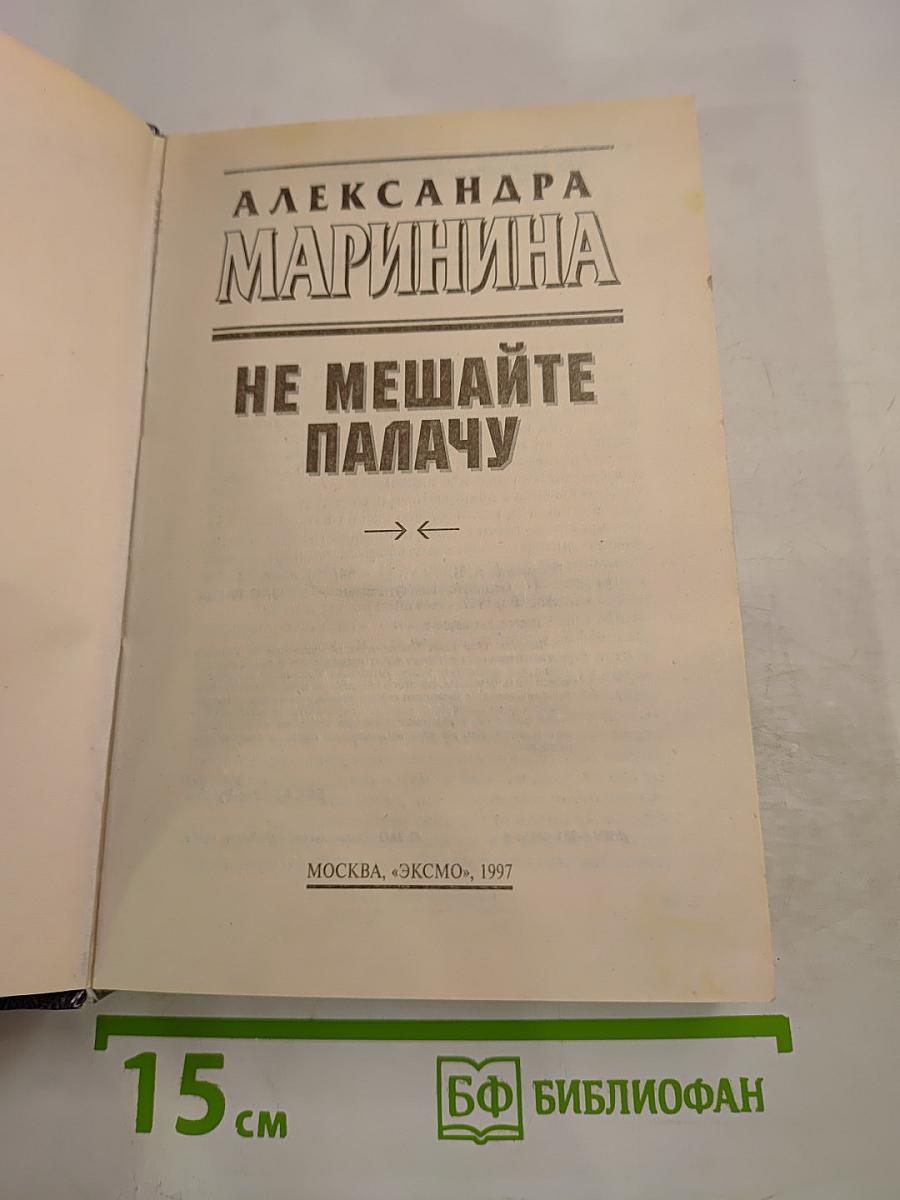 АЛЕКСАНДРА
МАРИНИНА
НЕ МЕШАЙТЕ
ПАЛАЧУ
МОСКВА, «ЭКСМО», 1997
15 см
БФ БИБЛИОФАН